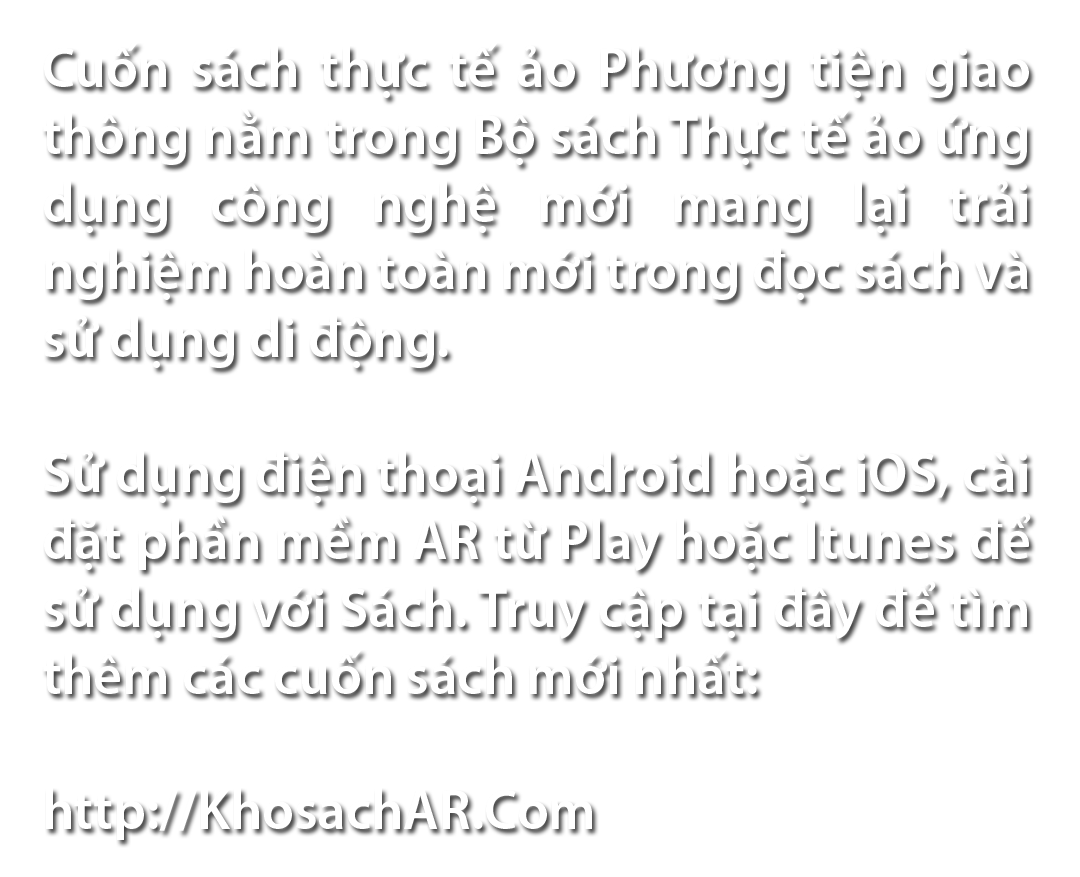 Cuốn sách thực tế ảo Phương tiện giao
thông nằm trong Bộ sách Thực tế ảo ứng
dụng công nghệ mới mang lại trải
nghiệm hoàn toàn mới trong đọc sách và
sử dụng di động.
Sử dụng điện thoại Android hoặc iOS, cài
đặt phần mềm AR từ Play hoặc Itunes để
sử dụng với Sách. Truy cập tại đây để tìm
thêm các cuốn sách mới nhất:
http://KhosachAR.Com